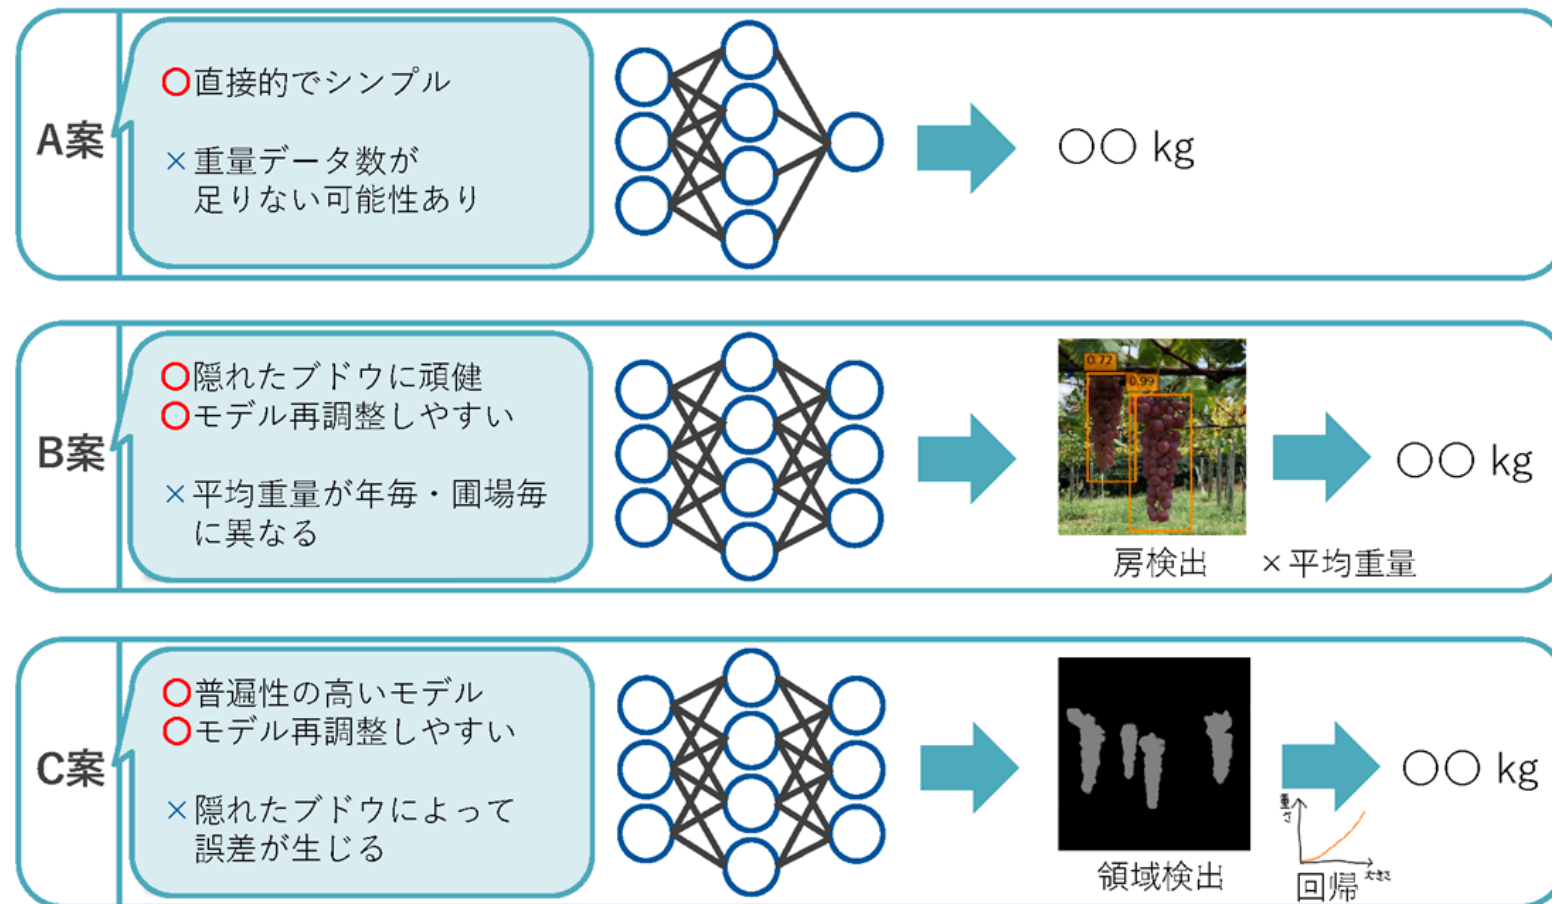 A案
○直接的でシンプル
×重量データ数が
足りない可能性あり
○○ kg
B案
○隠れたブドウに頑健
○モデル再調整しやすい
×平均重量が年毎・圃場毎
に異なる
0.72
0.99
房検出
×平均重量
○○ kg
C案
○普遍性の高いモデル
○モデル再調整しやすい
×隠れたブドウによって
誤差が生じる
領域検出
重さ
大きさ
回帰
○○ kg